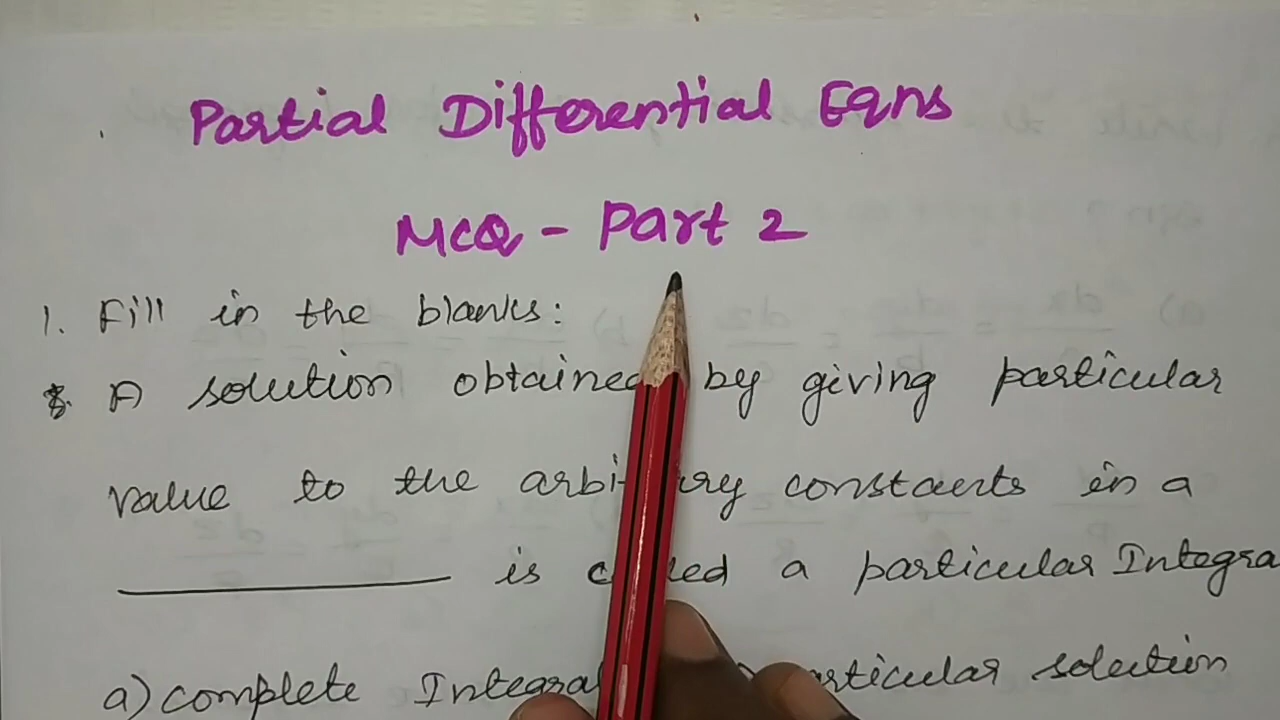 Partial Differential Eqns
MCQ - Part 2
1. Fill in the blanks:
A solution obtained by giving particular
value to the arbitrary constants in a
is called a particular Integra
a) complete Integral particular solution